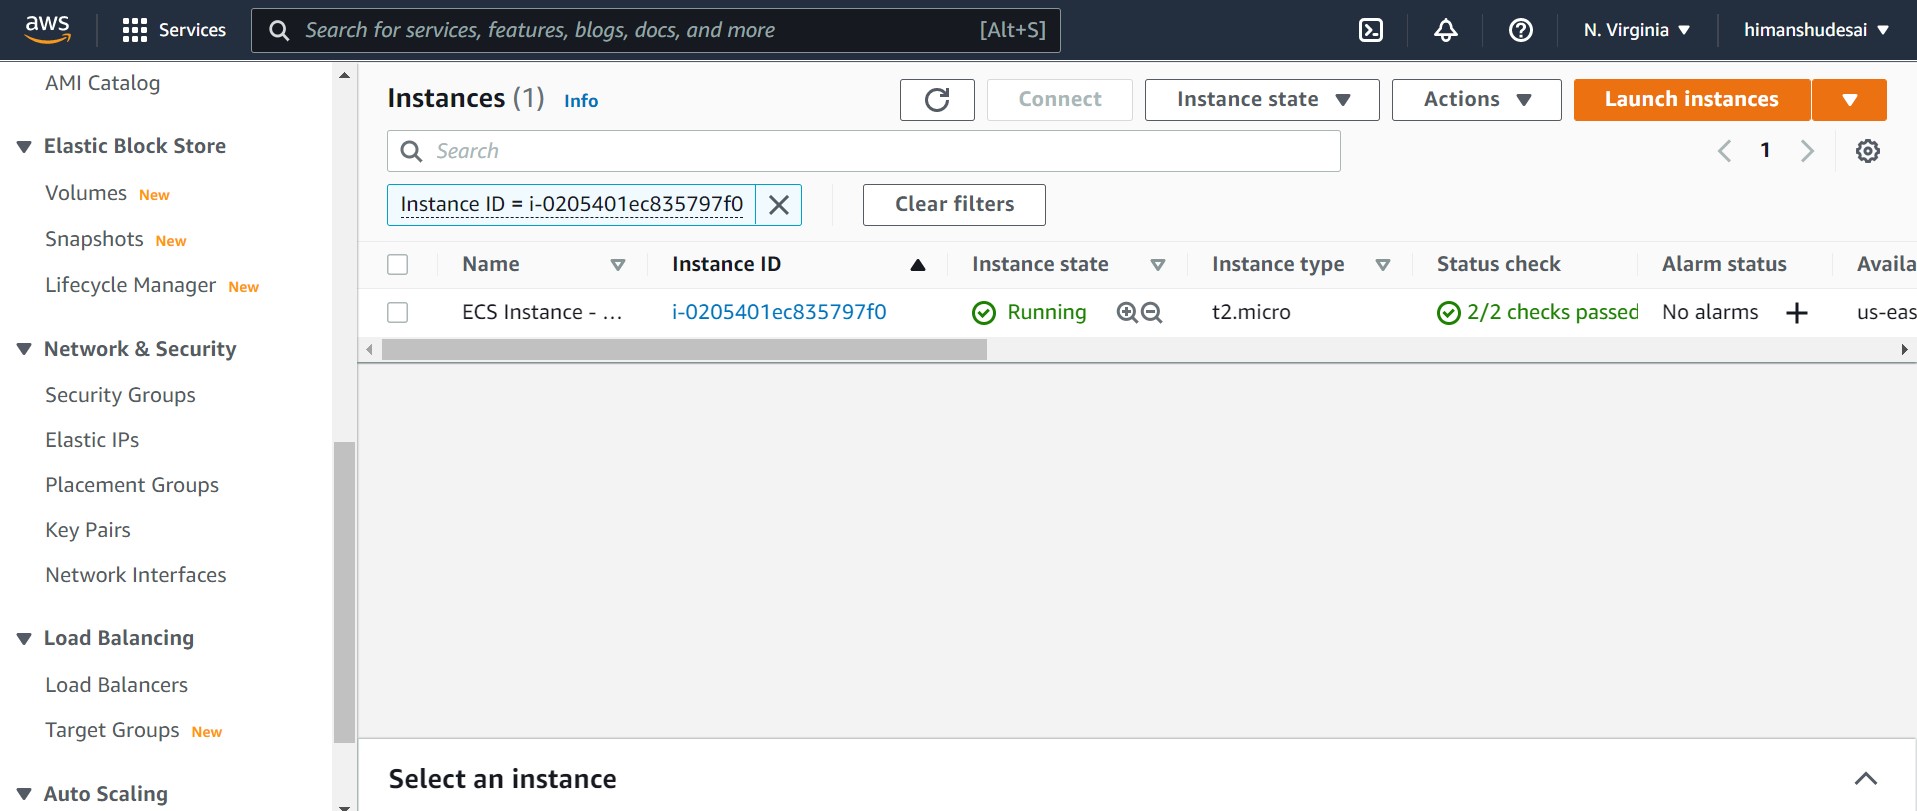 aws
Services
Search for services, features, blogs, docs, and more [Alt+S]
N. Virginia
himanshudesai
AMI Catalog
Elastic Block Store
Volumes New
Snapshots New
Lifecycle Manager New
Network & Security
Security Groups
Elastic IPs
Placement Groups
Key Pairs
Network Interfaces
Load Balancing
Load Balancers
Target Groups New
Auto Scaling
Instances (1) Info
Connect
Instance state
Actions
Launch instances
Search
1
Instance ID = i-0205401ec835797f0
Clear filters
Name Instance ID Instance state Instance type Status check Alarm status Availa
ECS Instance - ... i-0205401ec835797f0 Running t2.micro 2/2 checks passed No alarms + us-eas
Select an instance